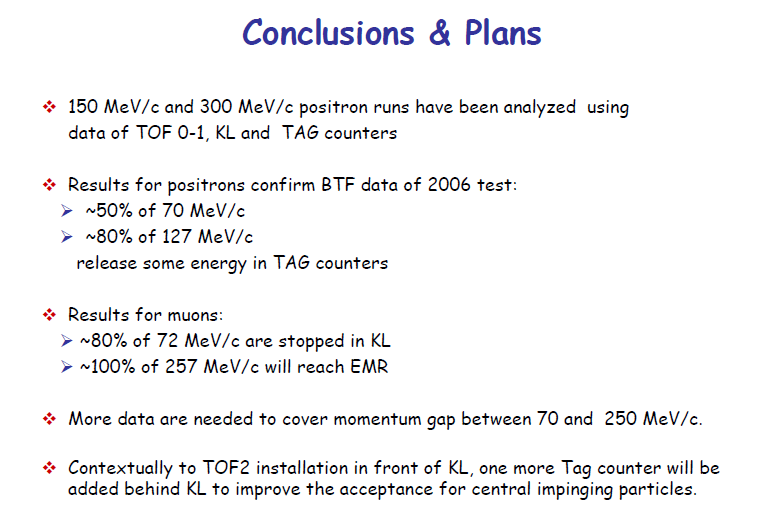 Conclusions & Plans
150 MeV/c and 300 MeV/c positron runs have been analyzed using
data of TOF 0-1, KL and TAG counters
Results for positrons confirm BTF data of 2006 test:
~50% of 70 MeV/c
~80% of 127 MeV/c
release some energy in TAG counters
Results for muons:
~80% of 72 MeV/c are stopped in KL
~100% of 257 MeV/c will reach EMR
More data are needed to cover momentum gap between 70 and 250 MeV/c.
Contextually to TOF2 installation in front of KL, one more Tag counter will be
added behind KL to improve the acceptance for central impinging particles.